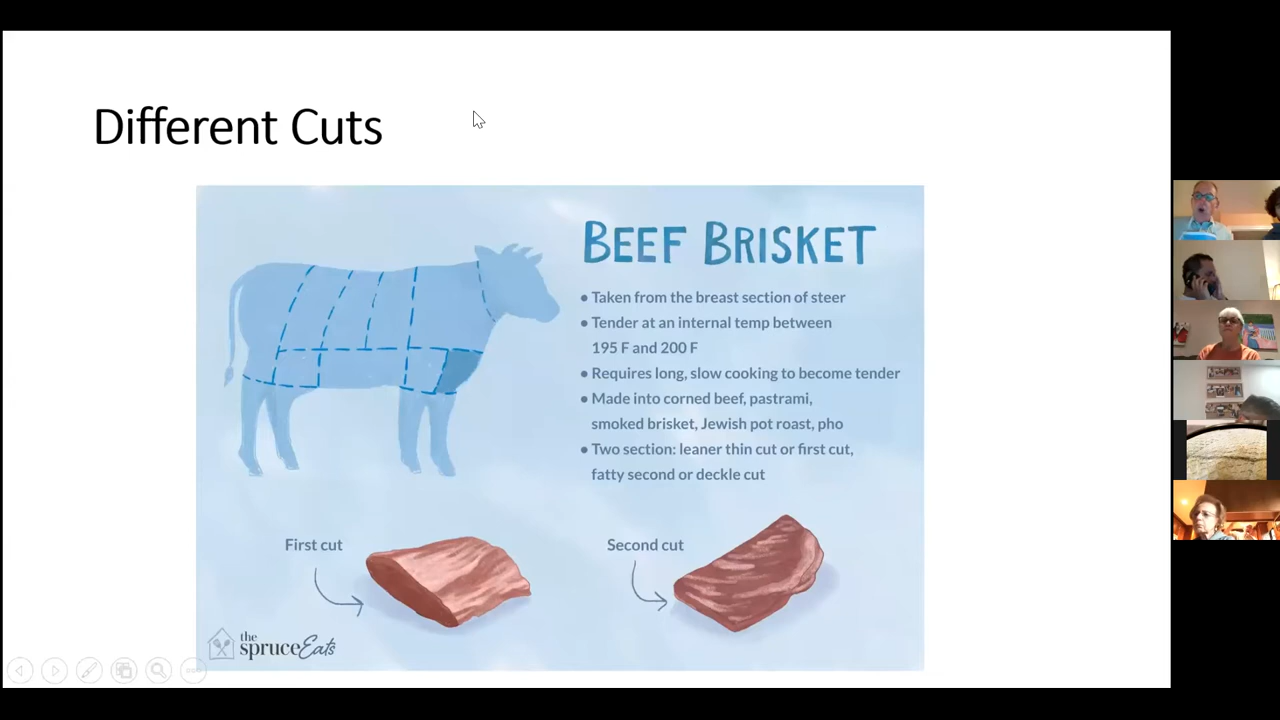 Different Cuts
BEEF BRISKET
• Taken from the breast section of steer
• Tender at an internal temp between
195 F and 200 F
• Requires long, slow cooking to become tender
• Made into corned beef, pastrami,
smoked brisket, Jewish pot roast, pho
• Two section: leaner thin cut or first cut,
fatty second or deckle cut
First cut
Second cut
the
spruceEats